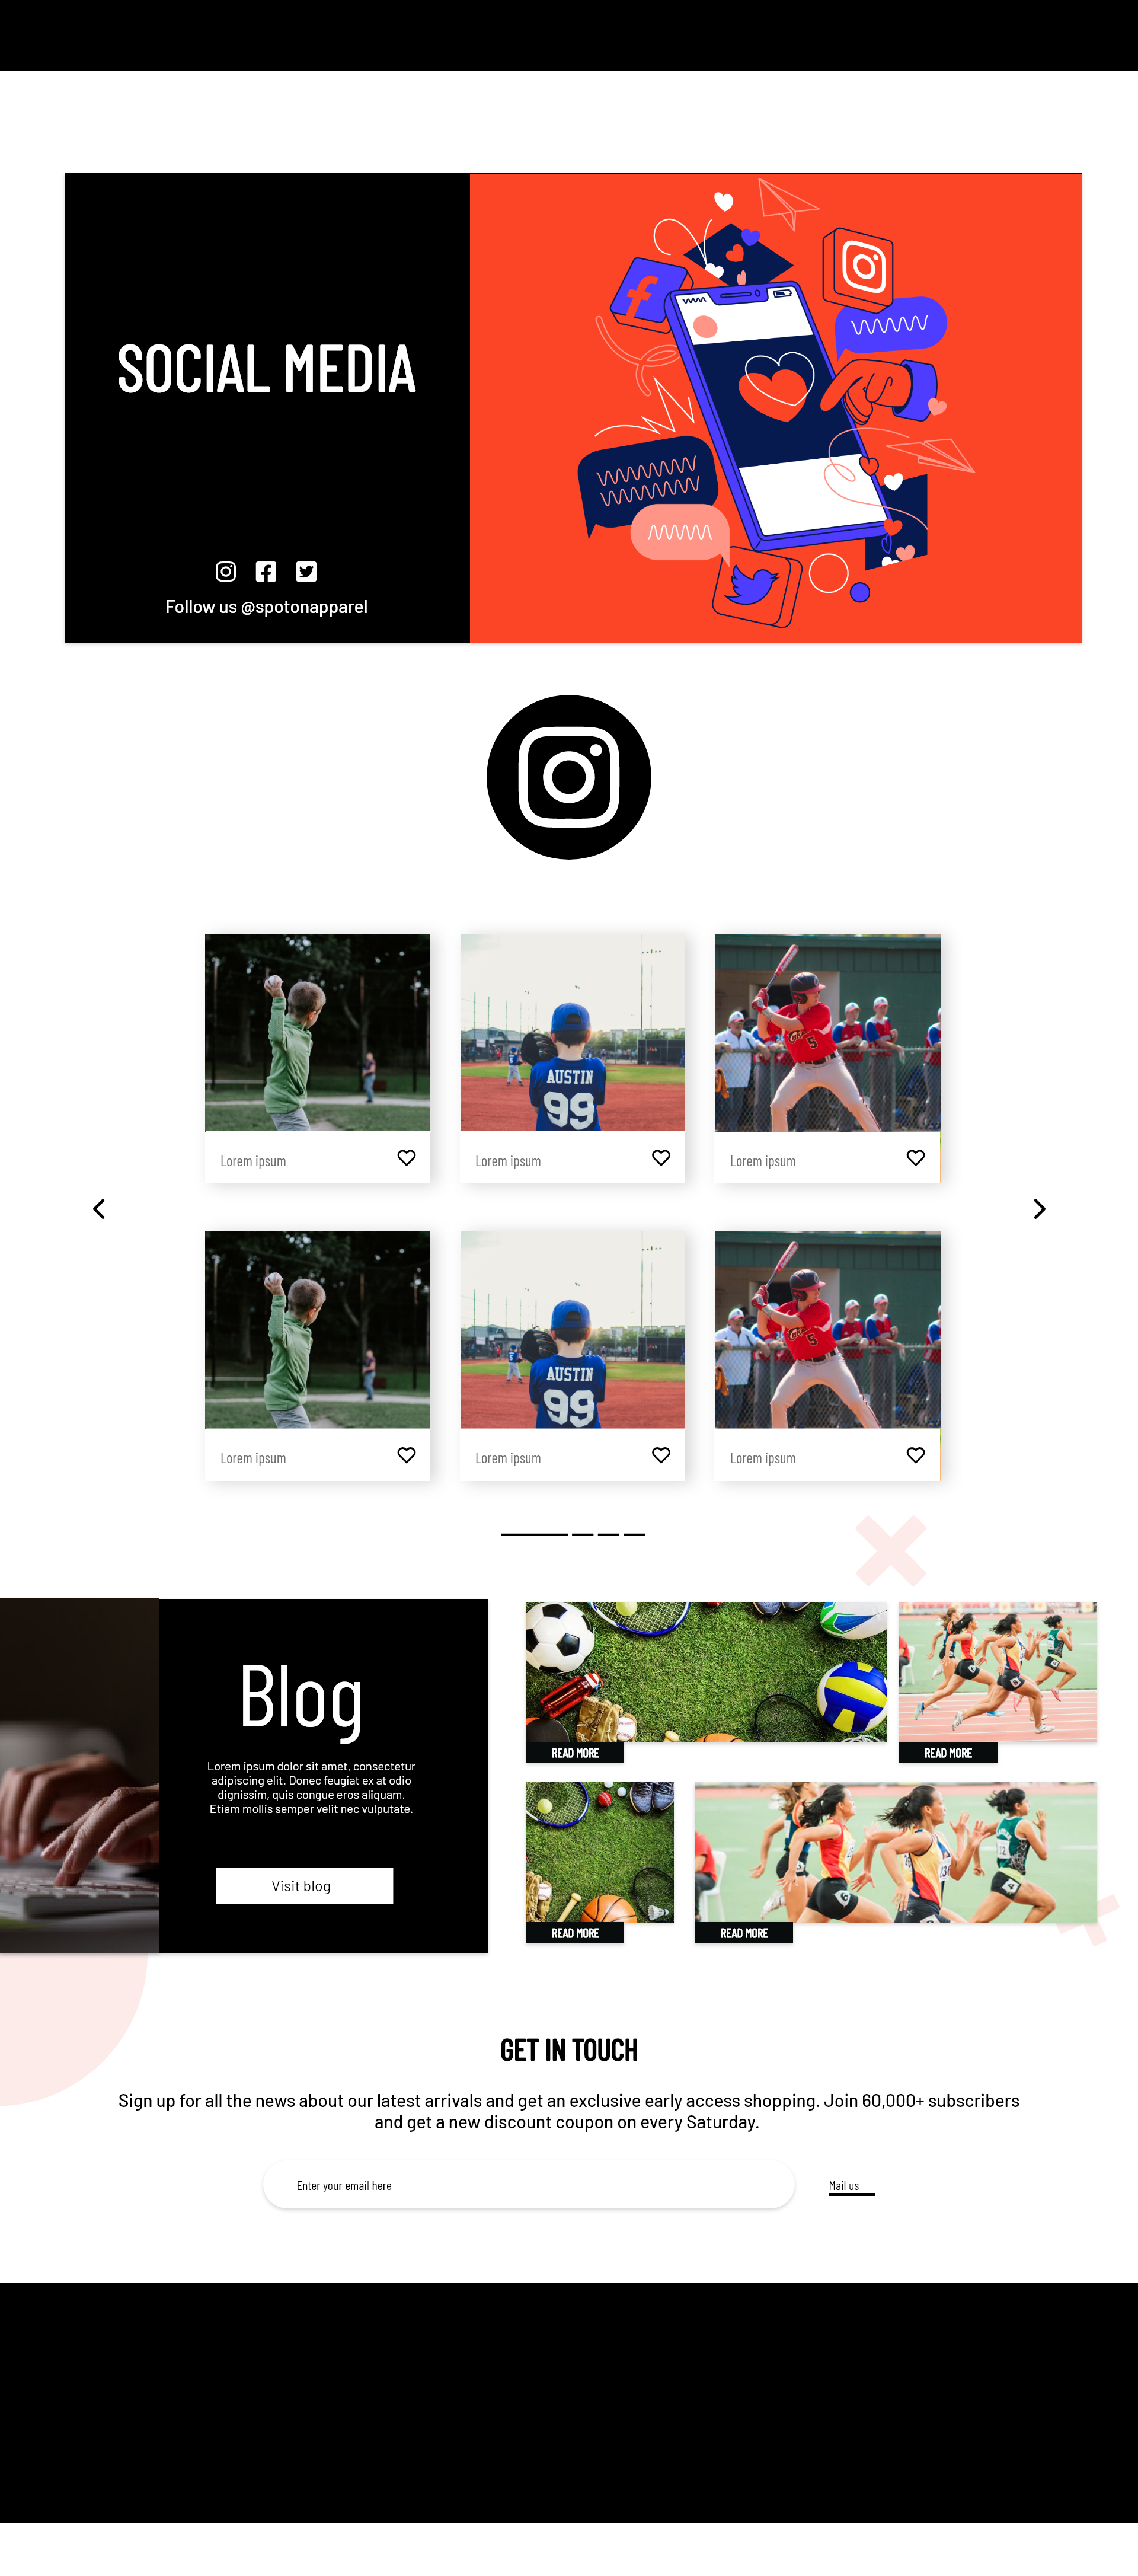 SOCIAL MEDIA
Follow us @spotonapparel
AUSTIN
99
5
Lorem ipsum
Lorem ipsum
Lorem ipsum
AUSTIN
99
5
Lorem ipsum
Lorem ipsum
Lorem ipsum
Blog
Lorem ipsum dolor sit amet, consectetur
adipiscing elit. Donec feugiat ex at odio
dignissim, quis congue eros aliquam.
Etiam mollis semper velit nec vulputate.
Visit blog
READ MORE
READ MORE
READ MORE
READ MORE
GET IN TOUCH
Sign up for all the news about our latest arrivals and get an exclusive early access shopping. Join 60,000+ subscribers
and get a new discount coupon on every Saturday.
Enter your email here
Mail us